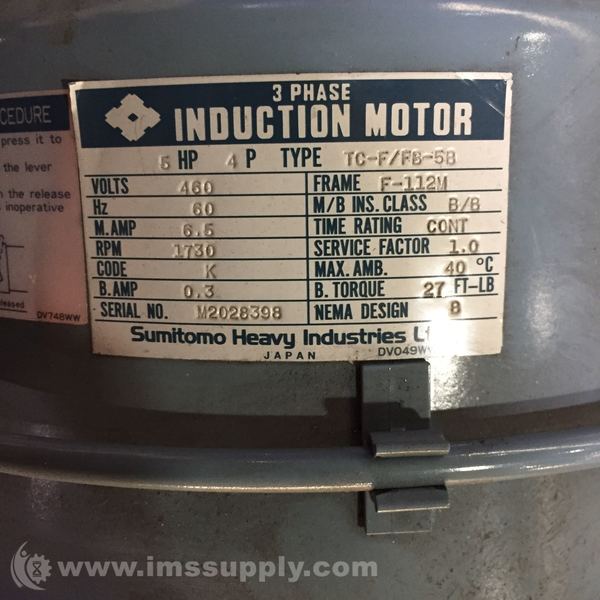 CEDURE
press it to
the lever
n the release
s inoperative
eleased
DV748WW
3 PHASE
INDUCTION MOTOR
5 HP 4 P TYPE TC-F/FB-5B
VOLTS 460 FRAME F-112M
Hz 60 M/B INS. CLASS B/B
M.AMP 6.5 TIME RATING CONT
RPM 1730 SERVICE FACTOR 1.0
CODE K MAX. AMB. 40 °C
B.AMP 0.3 B. TORQUE 27 FT-LB
SERIAL NO. M2028398 NEMA DESIGN B
Sumitomo Heavy Industries L
JAPAN DV049W
www.imssupply.com